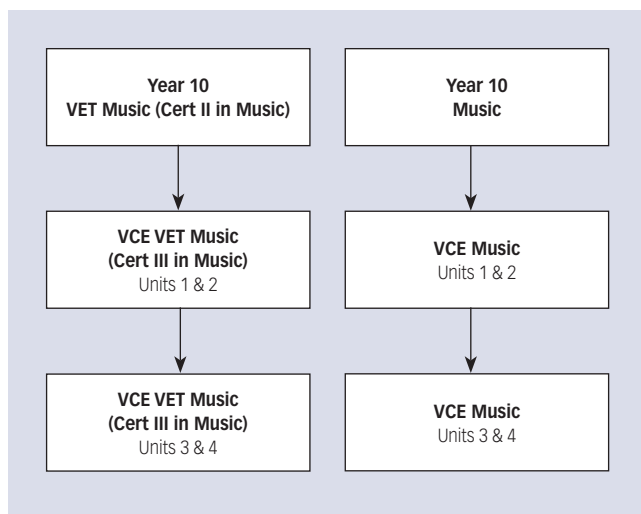 Year 10
VET Music (Cert II in Music)
Year 10
Music
VCE VET Music
(Cert III in Music)
Units 1 & 2
VCE Music
Units 1 & 2
VCE VET Music
(Cert III in Music)
Units 3 & 4
VCE Music
Units 3 & 4